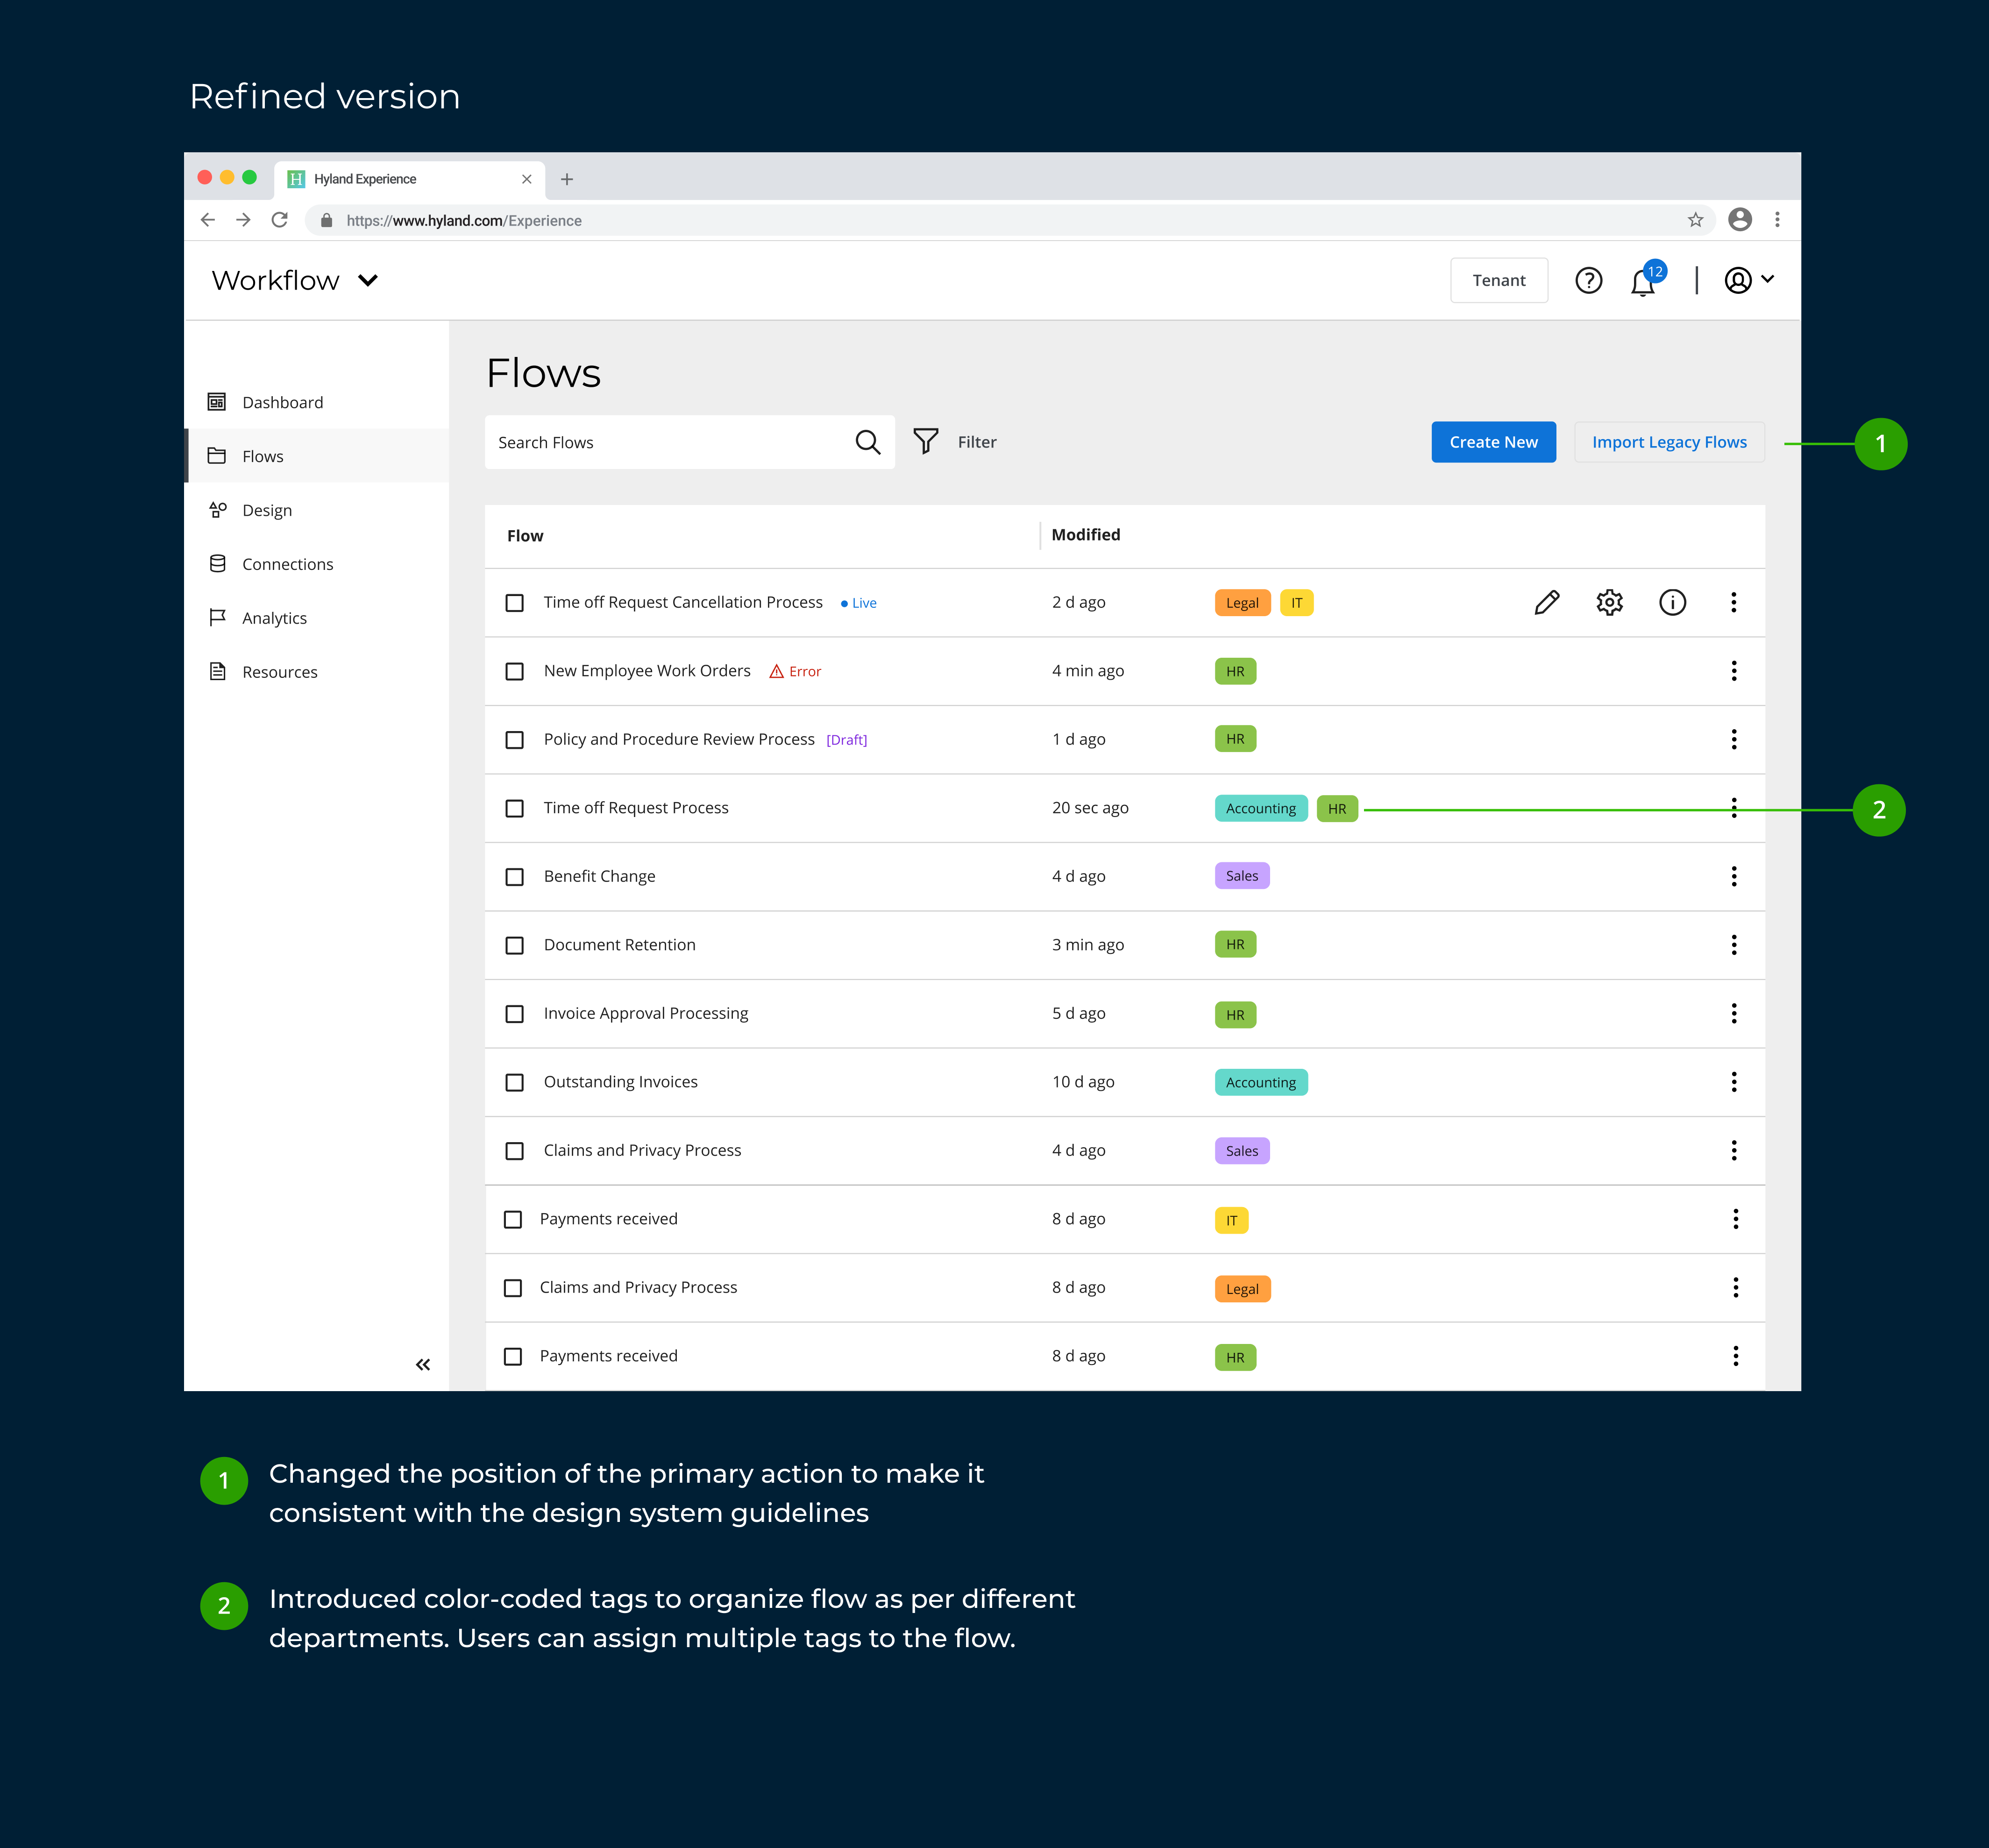 Refined version
H Hyland Experience
https://www.hyland.com/Experience
Workflow
Tenant
12
Dashboard
Flows
Design
Connections
Analytics
Resources
Flows
Search Flows
Filter
Create New
Import Legacy Flows
1
Flow Modified
Time off Request Cancellation Process Live 2 d ago Legal IT
New Employee Work Orders Error 4 min ago HR
Policy and Procedure Review Process [Draft] 1 d ago HR
Time off Request Process 20 sec ago Accounting HR
2
Benefit Change 4 d ago Sales
Document Retention 3 min ago HR
Invoice Approval Processing 5 d ago HR
Outstanding Invoices 10 d ago Accounting
Claims and Privacy Process 4 d ago Sales
Payments received 8 d ago IT
Claims and Privacy Process 8 d ago Legal
Payments received 8 d ago HR
1 Changed the position of the primary action to make it
consistent with the design system guidelines
2 Introduced color-coded tags to organize flow as per different
departments. Users can assign multiple tags to the flow.